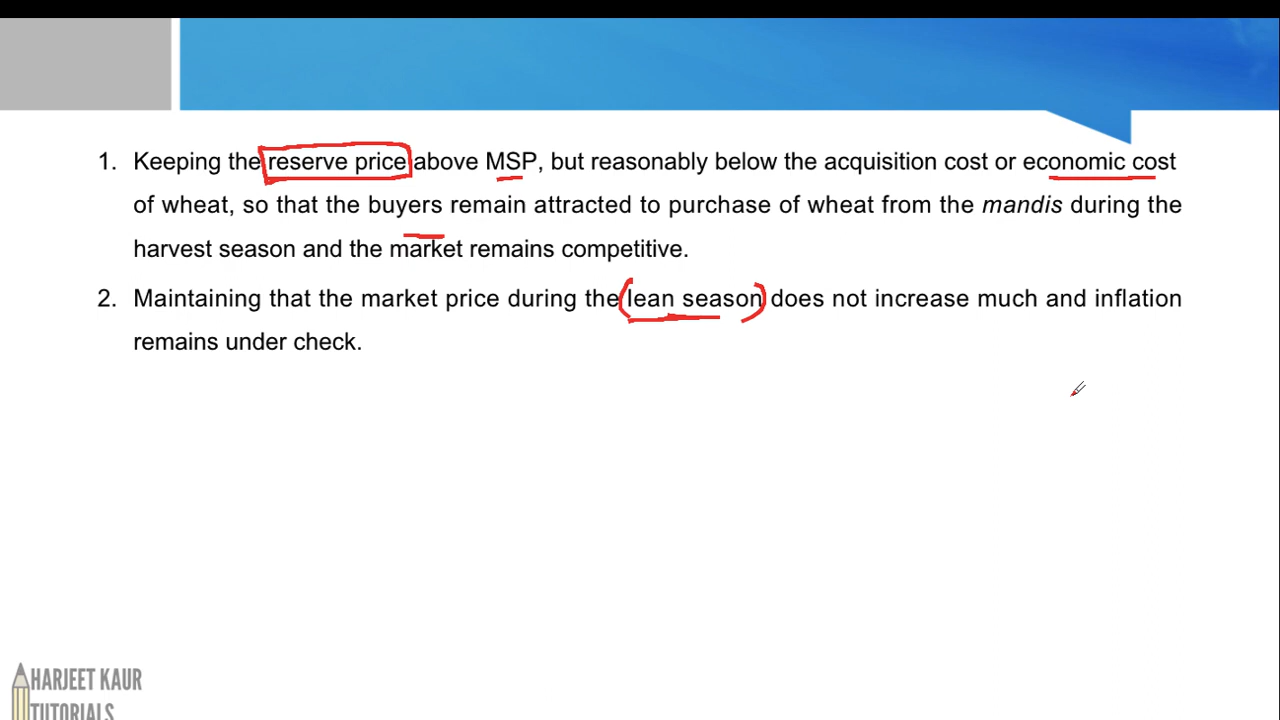 1. Keeping the reserve price above MSP, but reasonably below the acquisition cost or economic cost
of wheat, so that the buyers remain attracted to purchase of wheat from the mandis during the
harvest season and the market remains competitive.
2. Maintaining that the market price during the lean season does not increase much and inflation
remains under check.
HARJEET KAUR
TUTORIALS